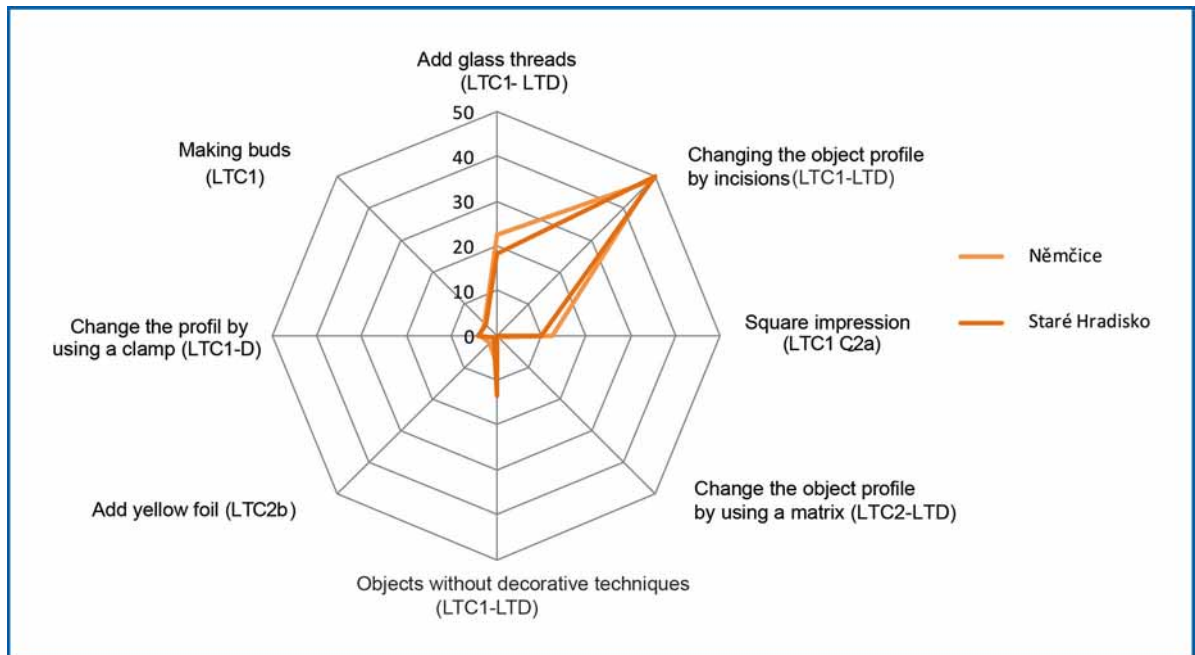 Add glass threads
(LTC1- LTD)
50
40
30
20
10
0
Changing the object profile
by incisions(LTC1-LTD)
Square impression
(LTC1 C2a)
Change the object profile
by using a matrix (LTC2-LTD)
Objects without decorative techniques
(LTC1-LTD)
Add yellow foil (LTC2b)
Change the profil by
using a clamp (LTC1-D)
Making buds
(LTC1)
Němčice
Staré Hradisko